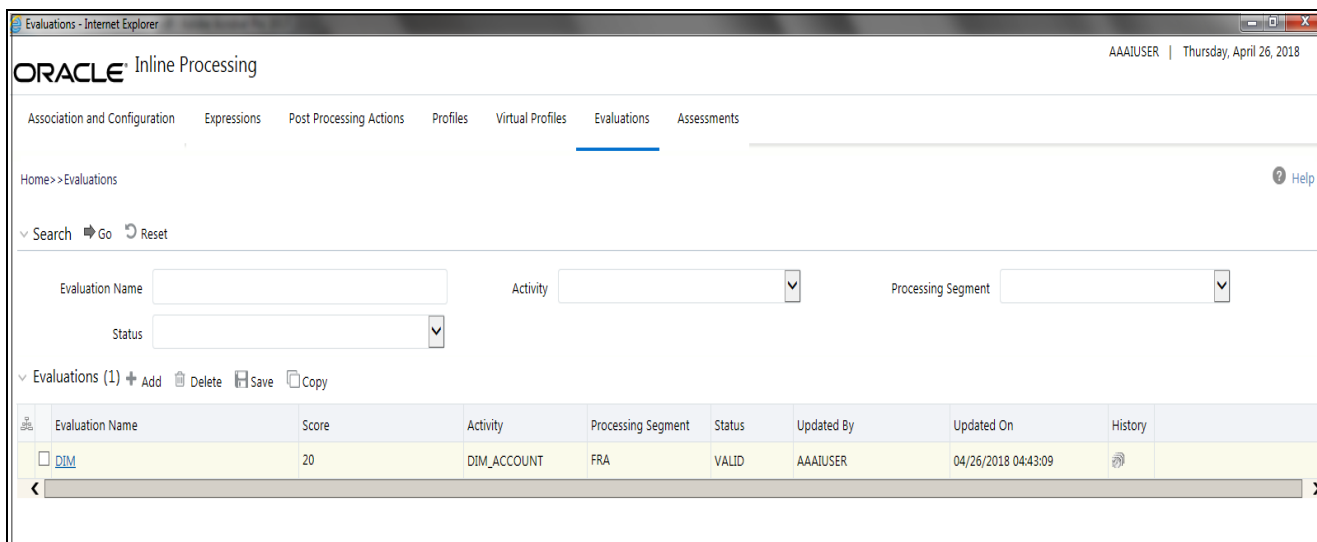 Evaluations - Internet Explorer
AAAIUSER | Thursday, April 26, 2018
ORACLE Inline Processing
Association and Configuration Expressions Post Processing Actions Profiles Virtual Profiles Evaluations Assessments
Home>>Evaluations
? Help
Search Go Reset
Evaluation Name Activity Processing Segment
Status
Evaluations (1) Add Delete Save Copy
Evaluation Name Score Activity Processing Segment Status Updated By Updated On History
DIM 20 DIM_ACCOUNT FRA VALID AAAIUSER 04/26/2018 04:43:09